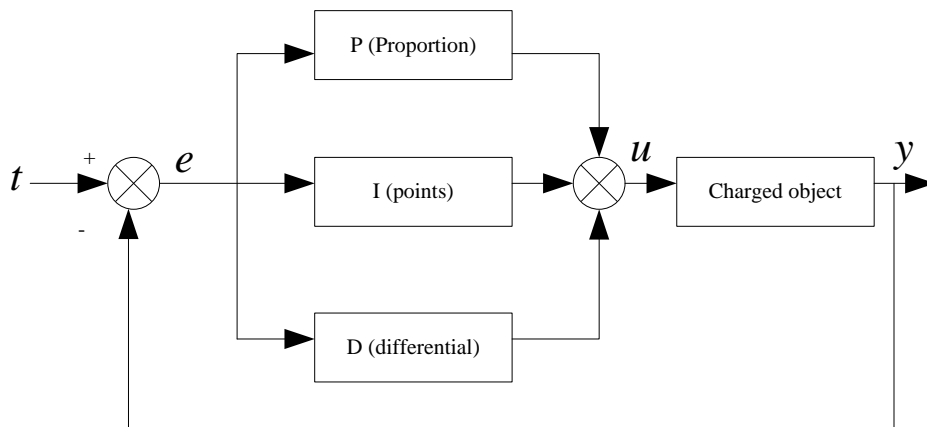 P (Proportion)
t
+
-
e
I (points)
u
Charged object
y
D (differential)